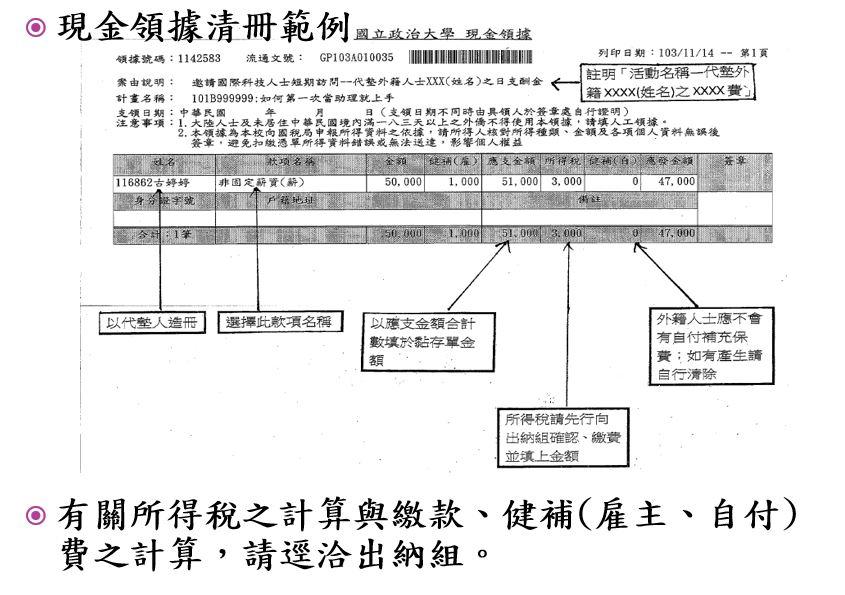 現金領據清冊範例
國立政治大學 現金領據
領據號碼：1142583 流通文號： GP103A010035 列印日期：103/11/14 -- 第1頁
案由說明： 邀請國際科技人士短期訪問--代墊外籍人士XXX(姓名)之日支酬金
註明「活動名稱－代墊外籍XXXX(姓名)之XXXX費」
計畫名稱： 101B999999:如何第一次當助理就上手
支領日期：中華民國 年 月 日（支領日期不同時由具領人於簽章處自行證明）
注意事項：1.大陸人士及未居住中華民國境內滿一八三天以上之外僑不得使用本領據，請填人工領據。
2.本領據為本校向國稅局申報所得資料之依據，請所得人核對所得種類、金額及各項個人資料無誤後
簽章，避免扣繳憑單所得資料錯誤或無法送達，影響個人權益
姓名 款項名稱 金額 健補(雇) 應支金額 所得稅 健補(自) 應發金額 簽章
116862古婷婷 非固定薪資(薪) 50,000 1,000 51,000 3,000 0 47,000
身分證字號 戶籍地址 備註
合計：1筆 50,000 1,000 51,000 3,000 0 47,000
以代墊人造冊
選擇此款項名稱
以應支金額合計
數填於黏存單金
額
外籍人士應不會
有自付補充保
費；如有產生請
自行清除
所得稅請先行向
出納組確認、繳費
並填上金額
有關所得稅之計算與繳款、健補(雇主、自付)
費之計算，請逕洽出納組。